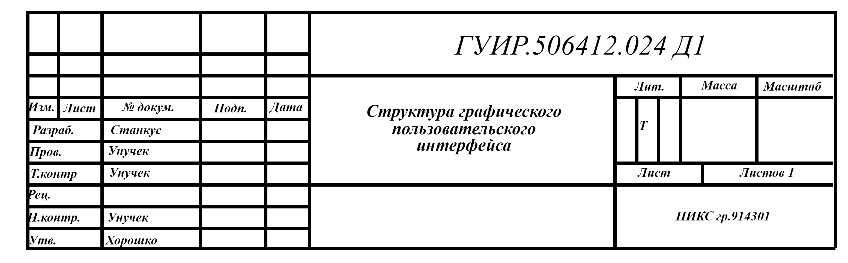 ГУИР.506412.024 Д1
Лит. Масса Масштаб
Изм. Лист № докум. Подп. Дата
Структура графического
пользовательского
интерфейса
Разраб. Станкус
Т
Пров. Унучек
Т.контр Унучек
Лист Листов 1
Рец.
Н.контр. Унучек
ПИКС гр.914301
Утв. Хорошко